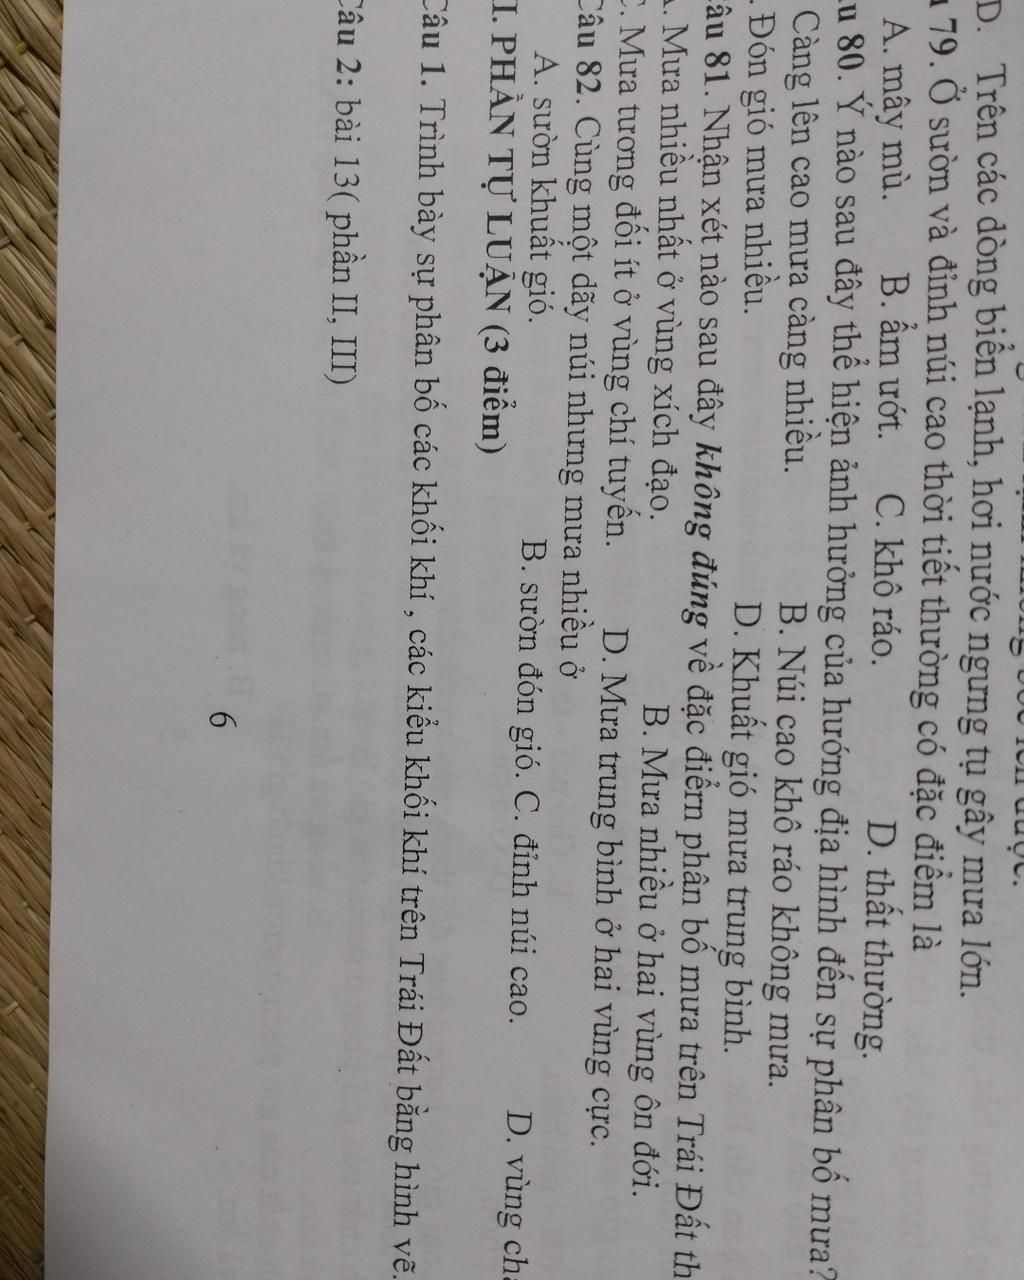 D. Trên các dòng biển lạnh, hơi nước ngưng tụ gây mưa lớn.
79. Ở sườn và đỉnh núi cao thời tiết thường có đặc điểm là
A. mây mù. B. ẩm ướt. C. khô ráo. D. thất thường.
80. Ý nào sau đây thể hiện ảnh hưởng của hướng địa hình đến sự phân bố mưa?
Càng lên cao mưa càng nhiều. B. Núi cao khô ráo không mưa.
. Đón gió mưa nhiều. D. Khuất gió mưa trung bình.
âu 81. Nhận xét nào sau đây không đúng về đặc điểm phân bố mưa trên Trái Đất th
A. Mưa nhiều nhất ở vùng xích đạo. B. Mưa nhiều ở hai vùng ôn đới.
C. Mưa tương đối ít ở vùng chí tuyến. D. Mưa trung bình ở hai vùng cực.
Câu 82. Cùng một dãy núi nhưng mưa nhiều ở
A. sườn khuất gió. B. sườn đón gió. C. đỉnh núi cao. D. vùng
II. PHẦN TỰ LUẬN (3 điểm)
Câu 1. Trình bày sự phân bố các khối khí , các kiểu khối khí trên Trái Đất bằng hình vẽ.
Câu 2: bài 13( phần II, III)
6